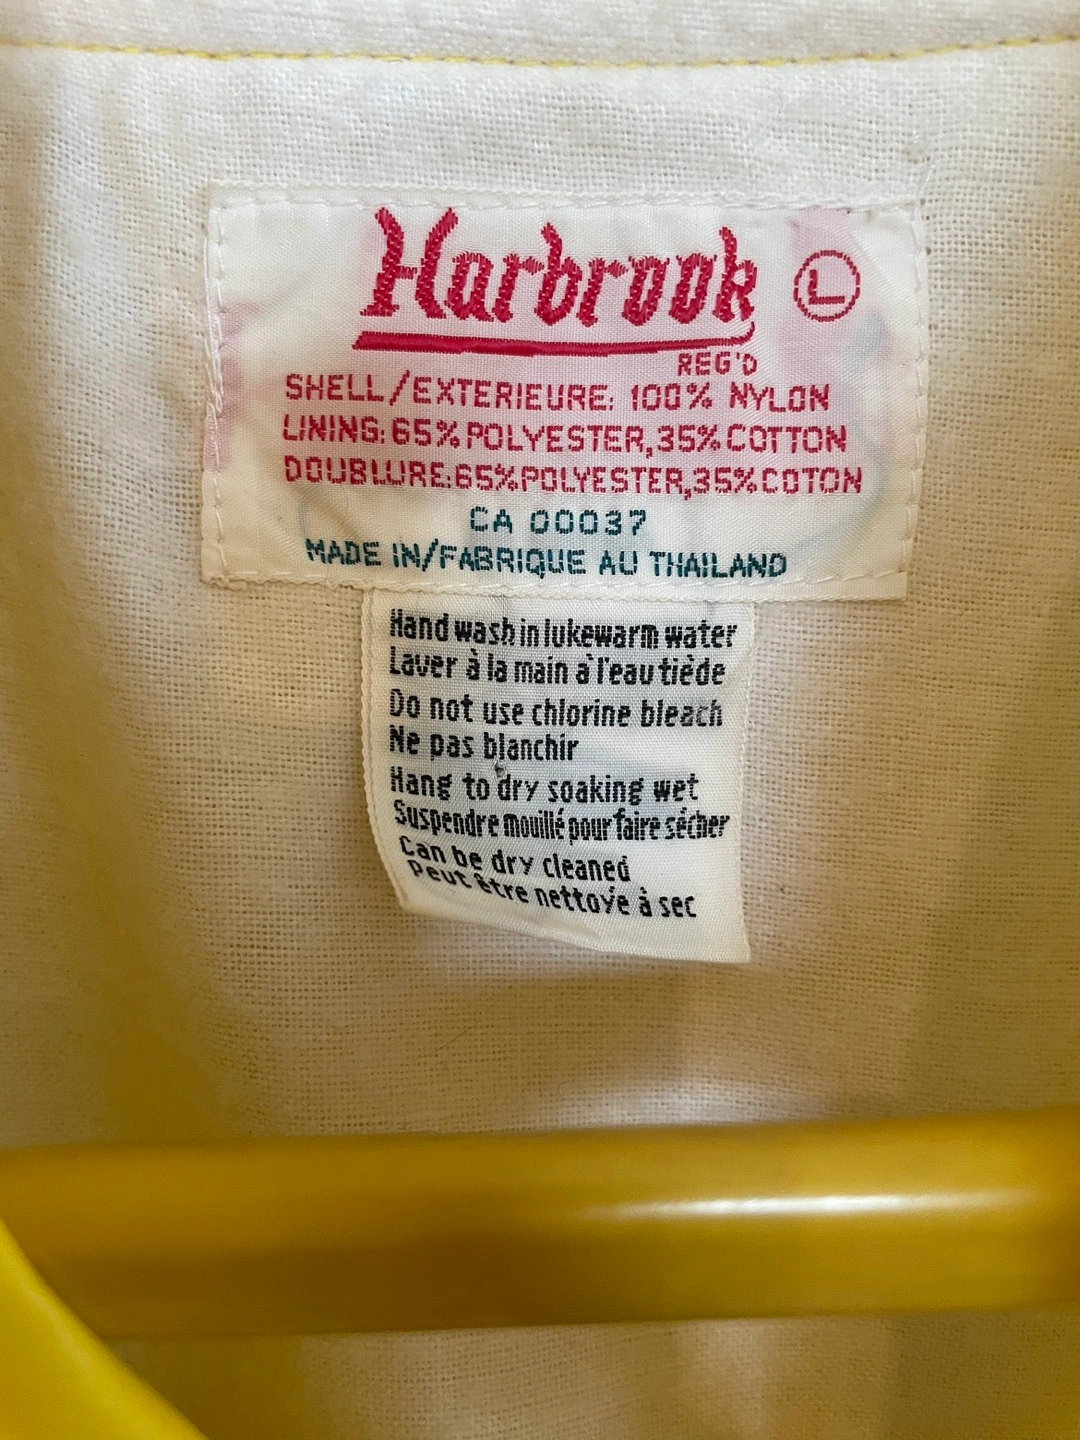 Harbrook
L
REG'D
SHELL/EXTERIEURE: 100% NYLON
LINING: 65% POLYESTER, 35% COTTON
DOUBLURE: 65% POLYESTER, 35% COTON
CA 00037
MADE IN/FABRIQUE AU THAILAND
Hand wash in lukewarm water
Laver à la main à l'eau tiède
Do not use chlorine bleach
Ne pas blanchir
Hang to dry soaking wet
Suspendre mouillé pour faire sécher
Can be dry cleaned
Peut être nettoyé à sec